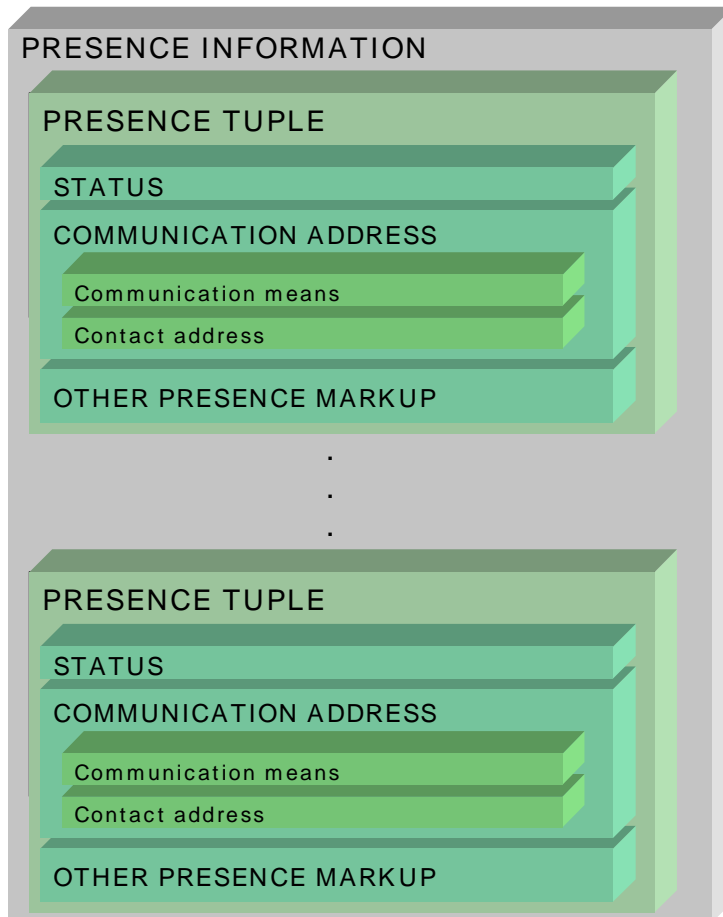 PRESENCE INFORMATION
PRESENCE TUPLE
STATUS
COMMUNICATION ADDRESS
Communication means
Contact address
OTHER PRESENCE MARKUP
.
.
.
PRESENCE TUPLE
STATUS
COMMUNICATION ADDRESS
Communication means
Contact address
OTHER PRESENCE MARKUP